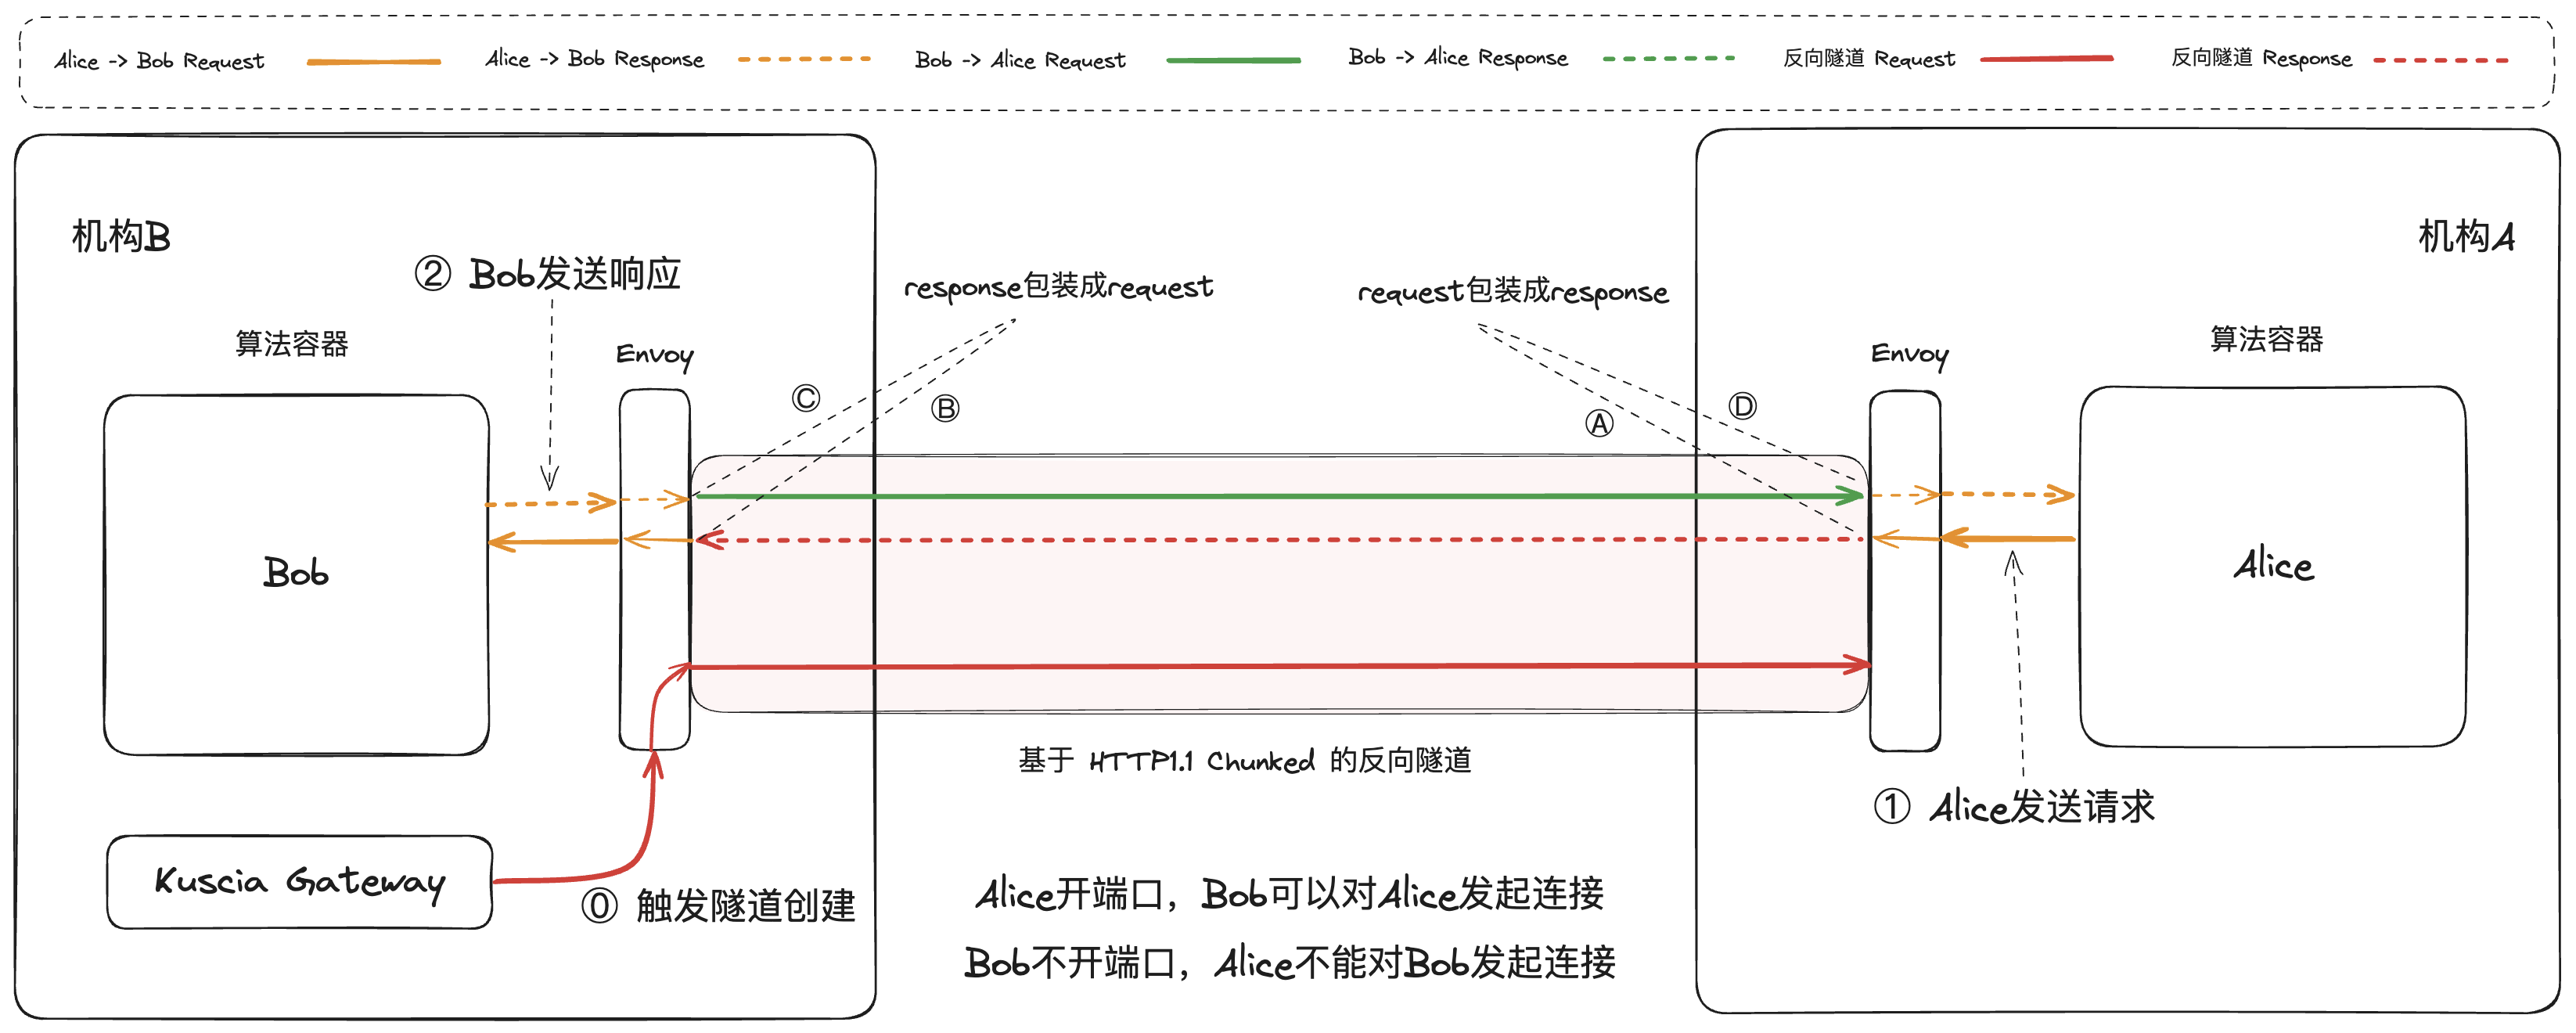 Alice -> Bob Request
Alice -> Bob Response
Bob -> Alice Request
Bob -> Alice Response
反向隧道 Request
反向隧道 Response
机构B
机构A
② Bob发送响应
response包装成request
request包装成response
算法容器
Envoy
Envoy
算法容器
Ⓒ
Ⓑ
Ⓐ
Ⓓ
Bob
Alice
基于 HTTP1.1 Chunked 的反向隧道
① Alice发送请求
Kuscia Gateway
⓪ 触发隧道创建
Alice开端口，Bob可以对Alice发起连接
Bob不开端口，Alice不能对Bob发起连接